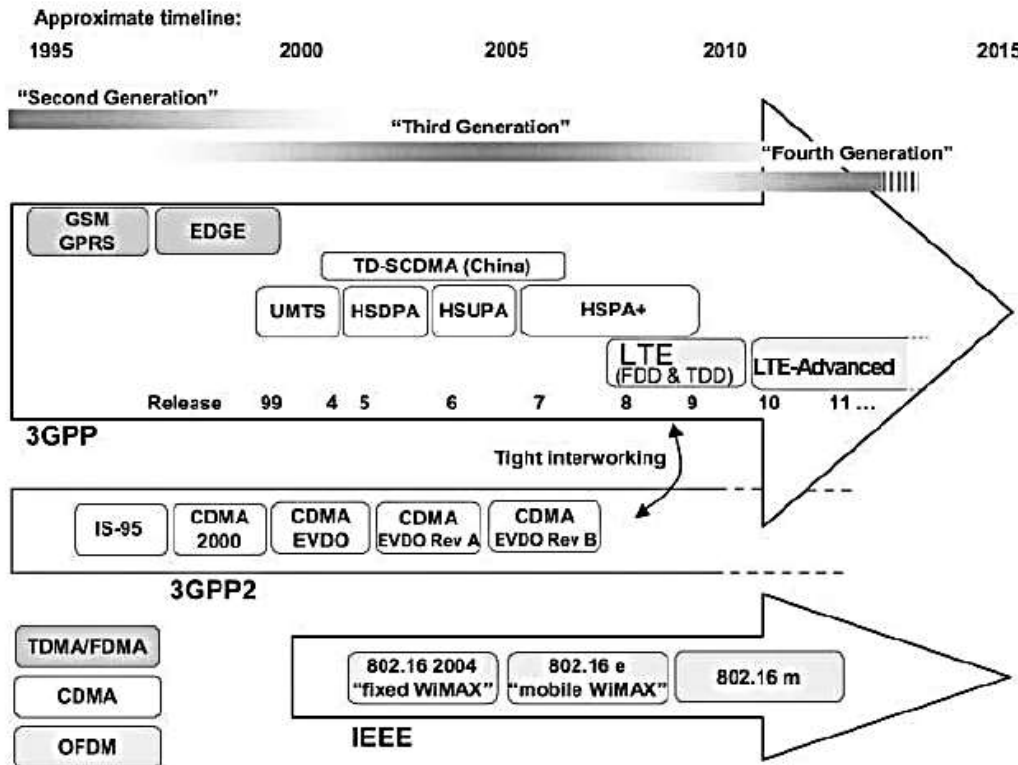 Approximate timeline:
1995 2000 2005 2010 2015
“Second Generation”
“Third Generation”
“Fourth Generation”
GSM
GPRS
EDGE
TD-SCDMA (China)
UMTS HSDPA HSUPA HSPA+
LTE
(FDD & TDD)
LTE-Advanced
Release 99 4 5 6 7 8 9 10 11 ...
3GPP
Tight interworking
IS-95
CDMA
2000
CDMA
EVDO
CDMA
EVDO Rev A
CDMA
EVDO Rev B
3GPP2
TDMA/FDMA
CDMA
OFDM
802.16 2004
“fixed WiMAX”
802.16 e
“mobile WiMAX”
802.16 m
IEEE